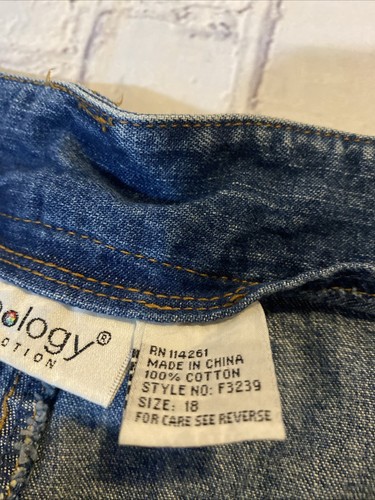 ology®
CTION
RN 114261
MADE IN CHINA
100% COTTON
STYLE NO: F3239
SIZE: 18
FOR CARE SEE REVERSE